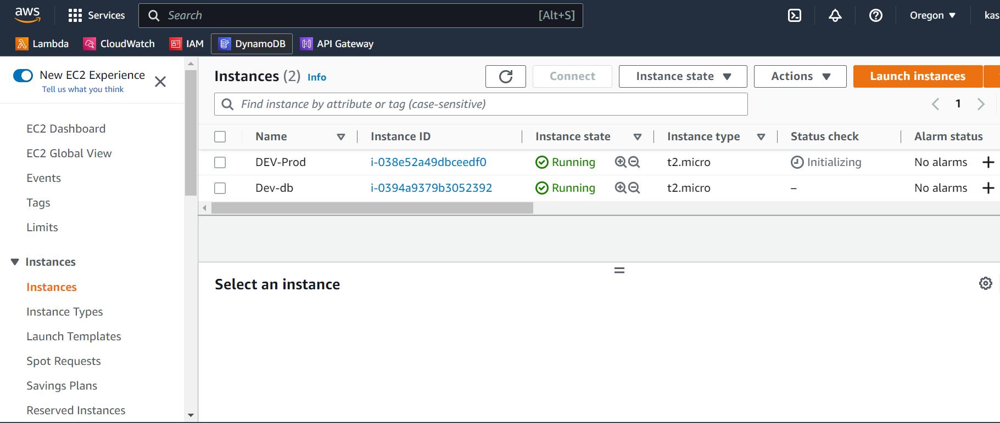 aws Services Search [Alt+S] Oregon kas
Lambda CloudWatch IAM DynamoDB API Gateway
New EC2 Experience
Tell us what you think
EC2 Dashboard
EC2 Global View
Events
Tags
Limits
Instances
Instances
Instance Types
Launch Templates
Spot Requests
Savings Plans
Reserved Instances
Instances (2) Info Connect Instance state Actions Launch instances
Find instance by attribute or tag (case-sensitive) 1
Name Instance ID Instance state Instance type Status check Alarm status
DEV-Prod i-038e52a49dbceedf0 Running t2.micro Initializing No alarms +
Dev-db i-0394a9379b3052392 Running t2.micro – No alarms +
Select an instance